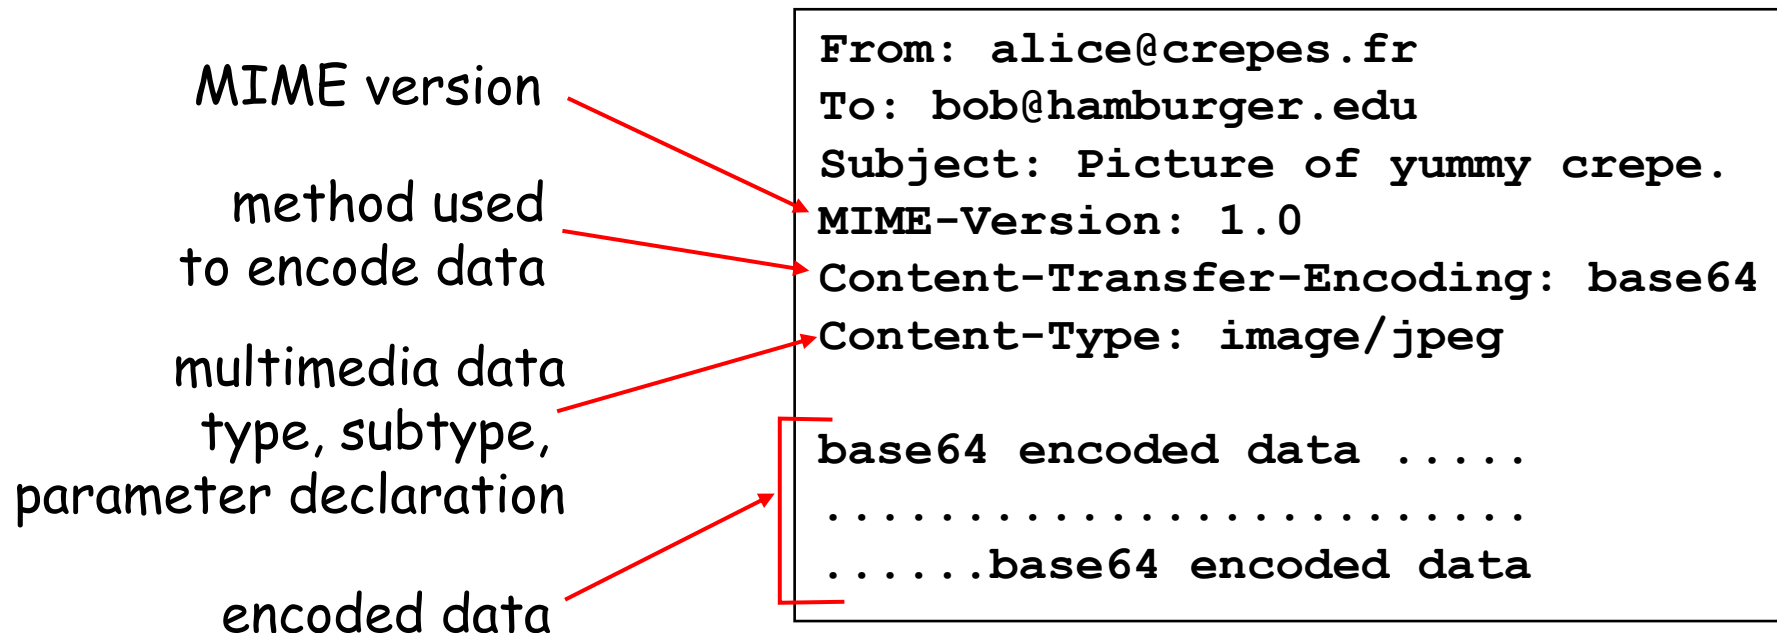 MIME version
method used
to encode data
multimedia data
type, subtype,
parameter declaration
encoded data
From: alice@crepes.fr
To: bob@hamburger.edu
Subject: Picture of yummy crepe.
MIME-Version: 1.0
Content-Transfer-Encoding: base64
Content-Type: image/jpeg
base64 encoded data .....
.........................
......base64 encoded data